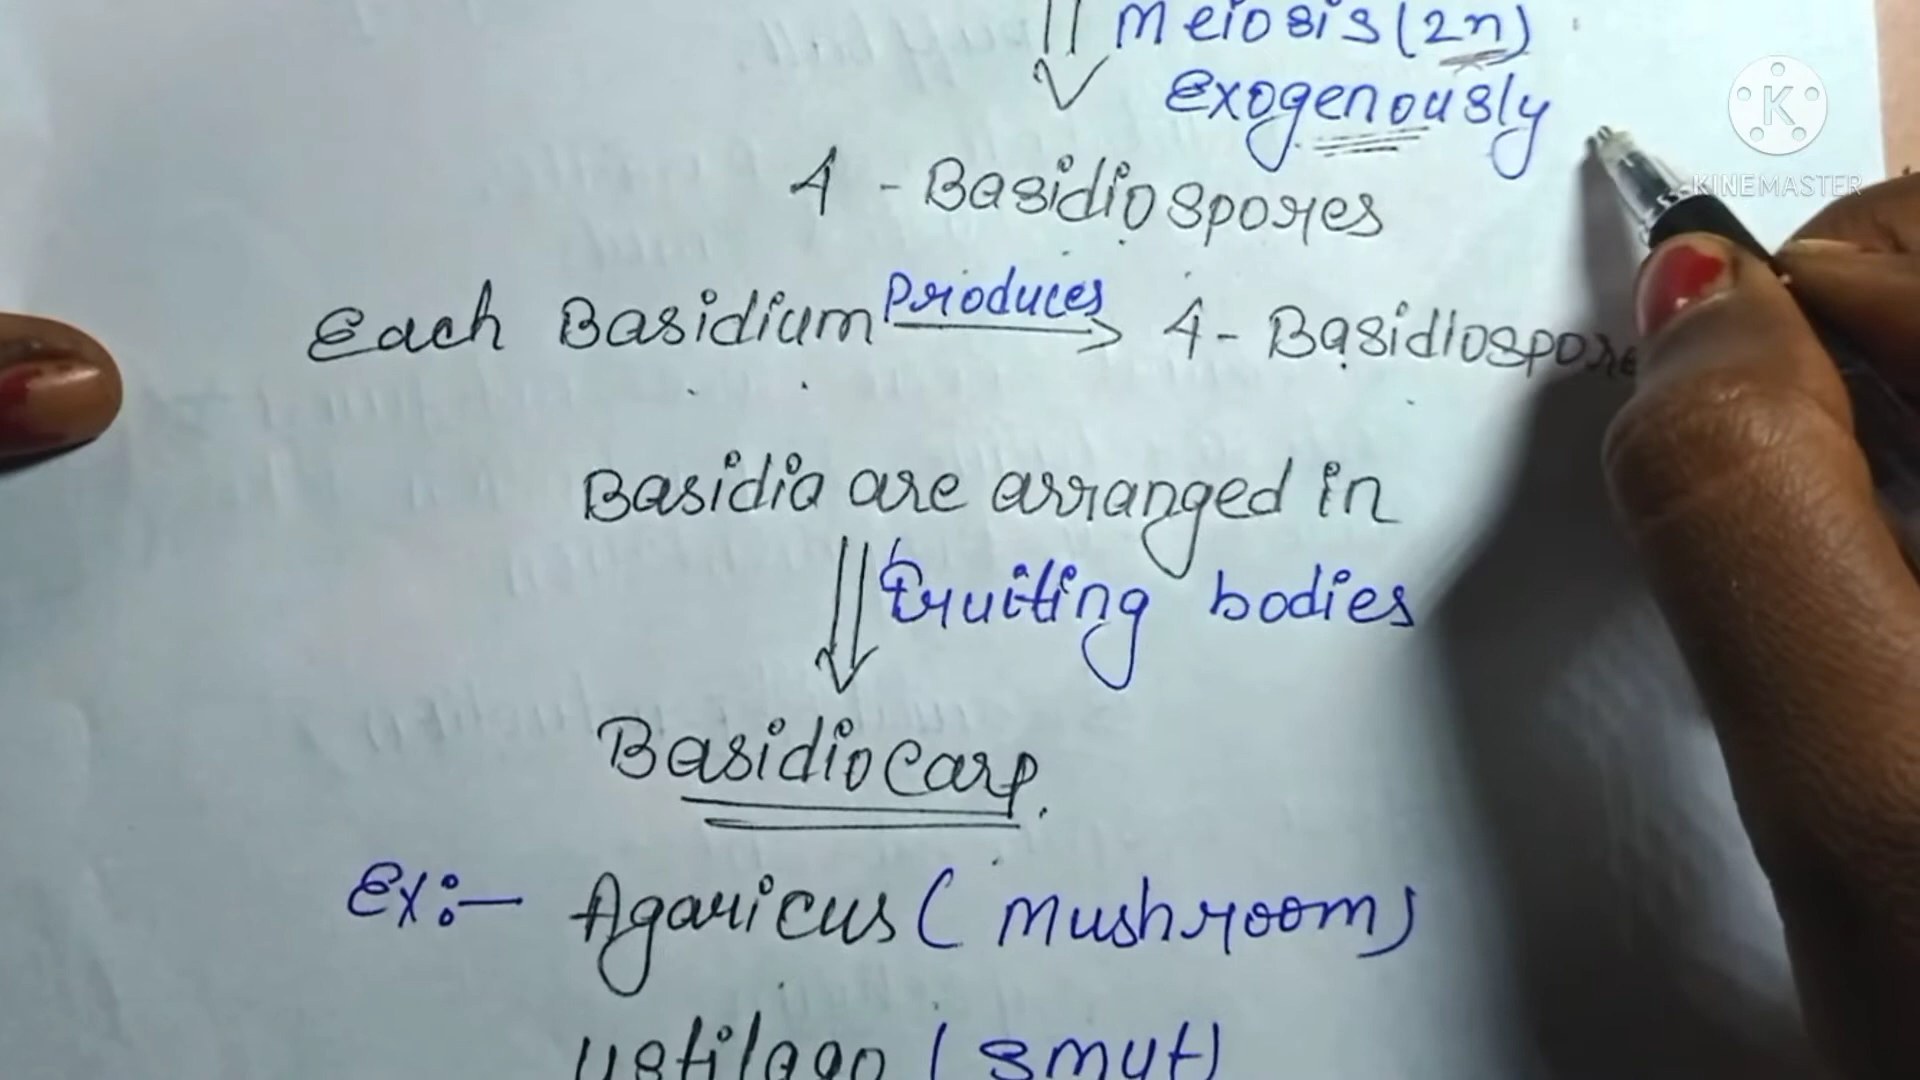 Meiosis (2n)
Exogenously
4 - Basidiospores
Each Basidium Produces 4 - Basidiospore
Basidia are arranged in
Fruiting bodies
Basidiocarp.
Ex:- Agaricus (Mushroom)
Ustilago (Smut)
K
KINEMASTER